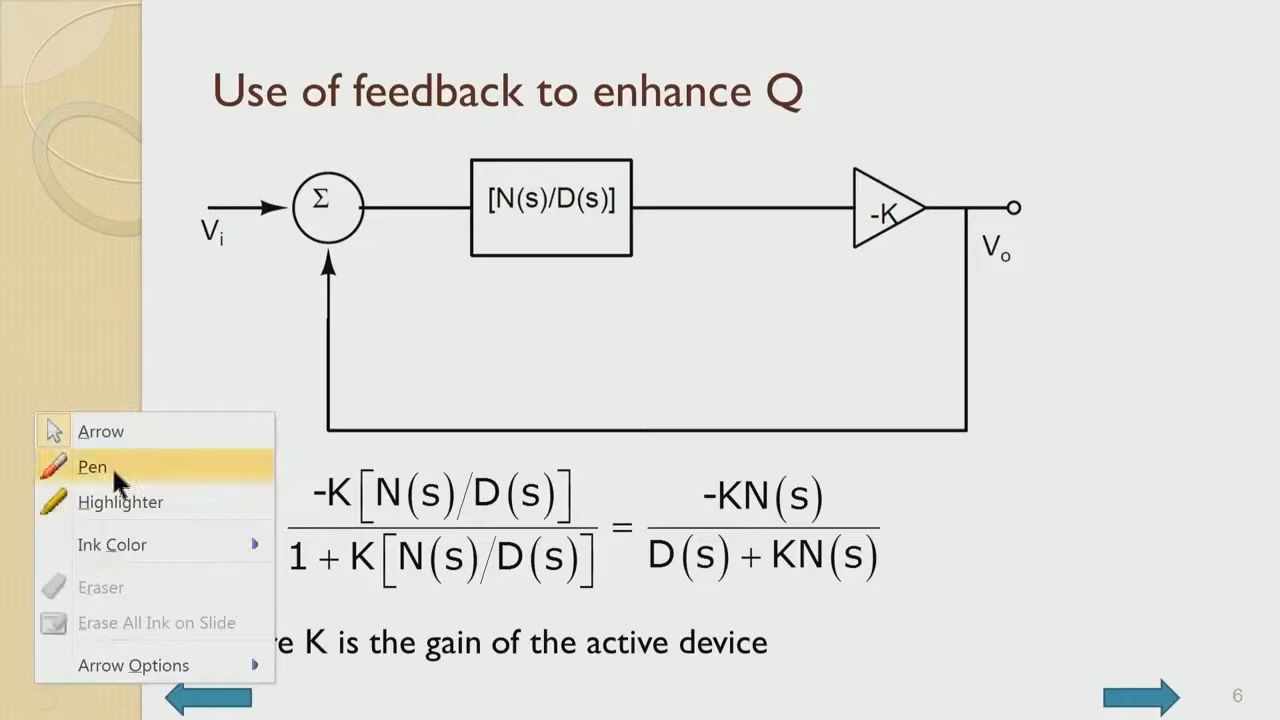 Use of feedback to enhance Q
Σ
[N(s)/D(s)]
-K
Vi
Vo
Arrow
Pen
Highlighter
Ink Color
Eraser
Erase All Ink on Slide
Arrow Options
-K[N(s)/D(s)] / 1 + K[N(s)/D(s)] = -KN(s) / D(s) + KN(s)
K is the gain of the active device
6